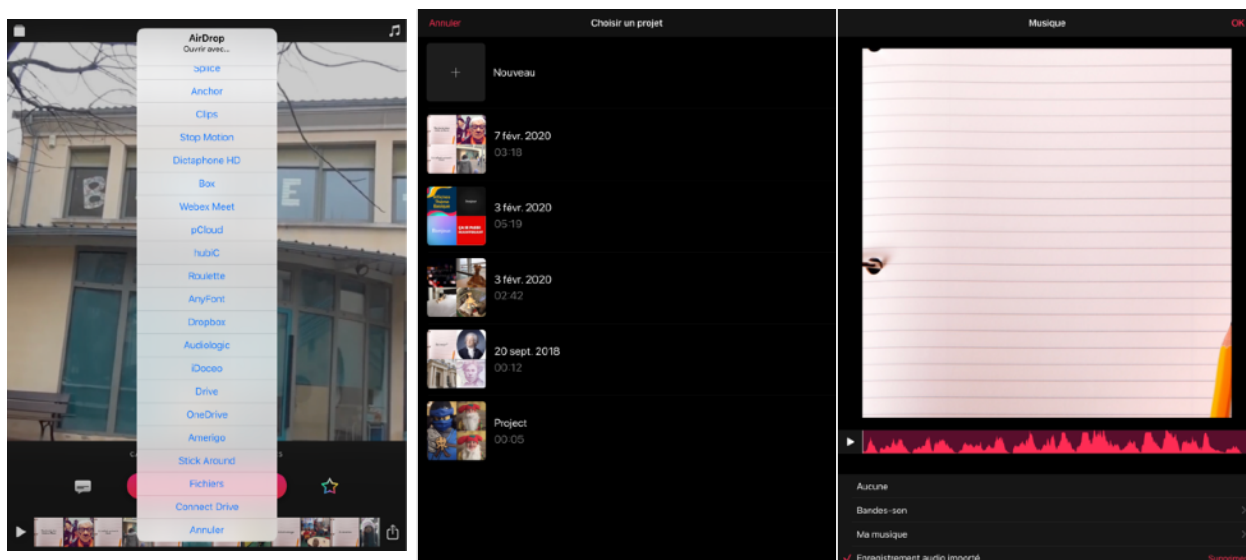 AirDrop
Ouvrir avec...
Splice
Anchor
Clips
Stop Motion
Dictaphone HD
Box
Webex Meet
pCloud
hubiC
Roulette
AnyFont
Dropbox
Audiologic
iDoceo
Drive
OneDrive
Amerigo
Stick Around
Fichiers
Connect Drive
Annuler
B
E
Annuler
Choisir un projet
Nouveau
7 févr. 2020
03:18
3 févr. 2020
05:19
3 févr. 2020
02:42
20 sept. 2018
00:12
Project
00:05
Musique
OK
Aucune
Bandes-son
Ma musique
Enregistrement audio importé